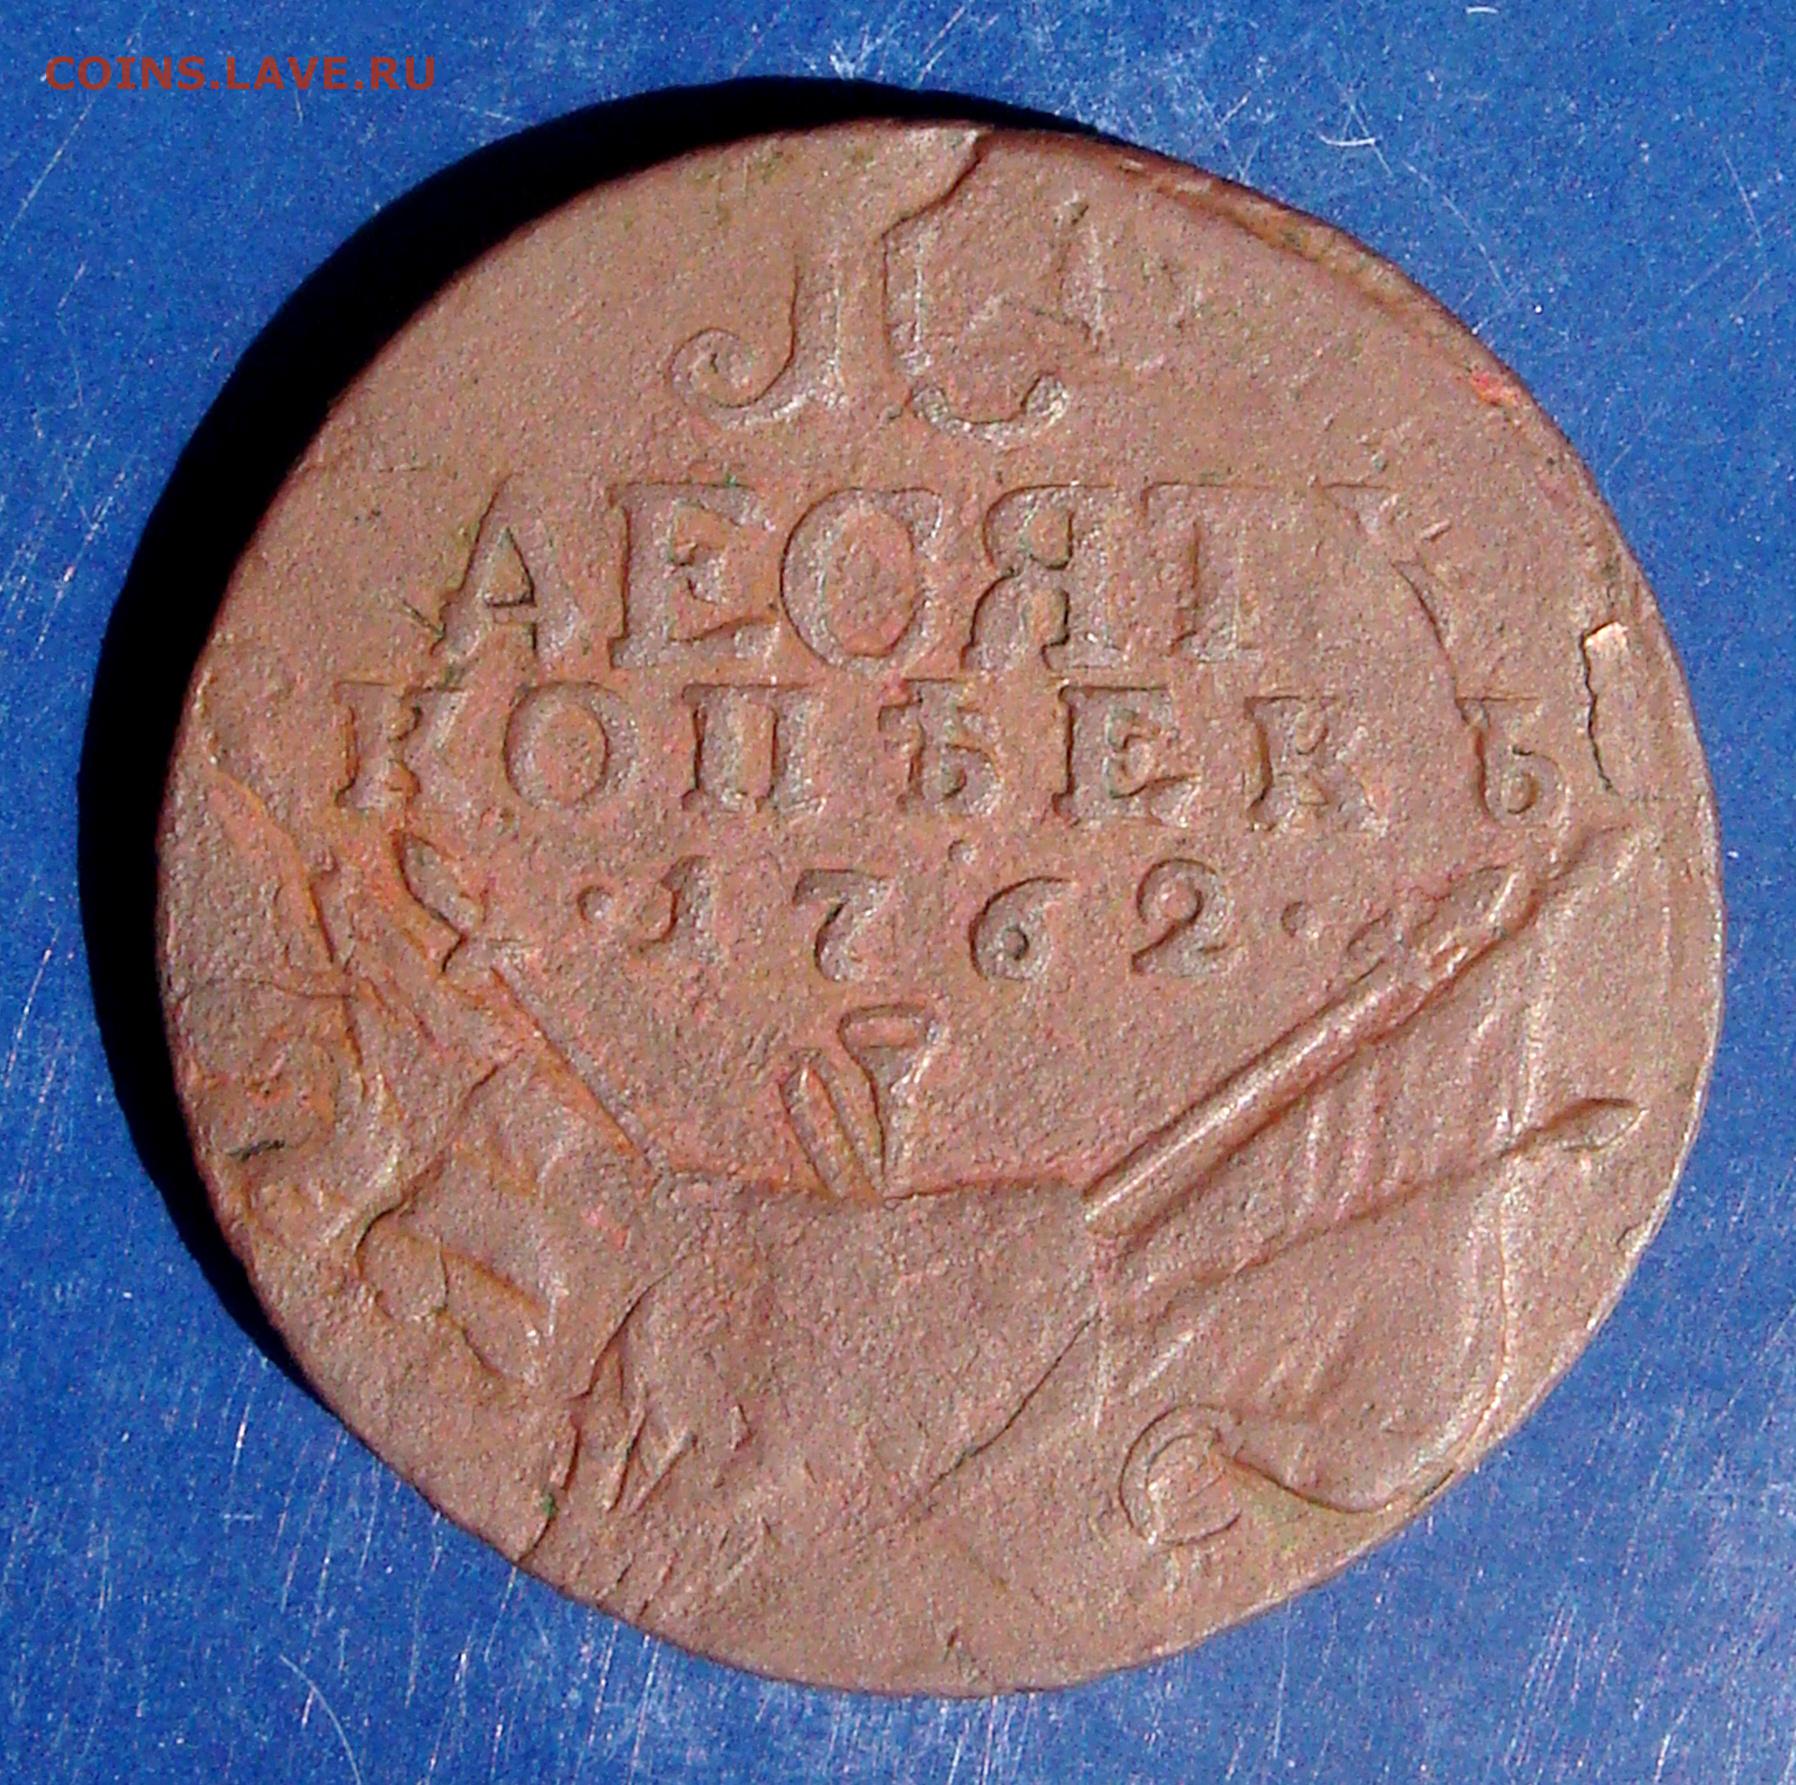 COINS.LAVE.RU
ДЕСЯТЬ
КОПѢЕКЪ
·1762·